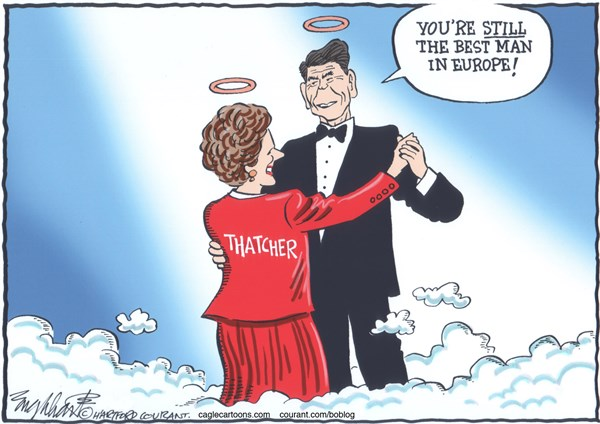 YOU'RE STILL
THE BEST MAN
IN EUROPE!
THATCHER
©HARTFORD COURANT. caglecartoons.com courant.com/boblog